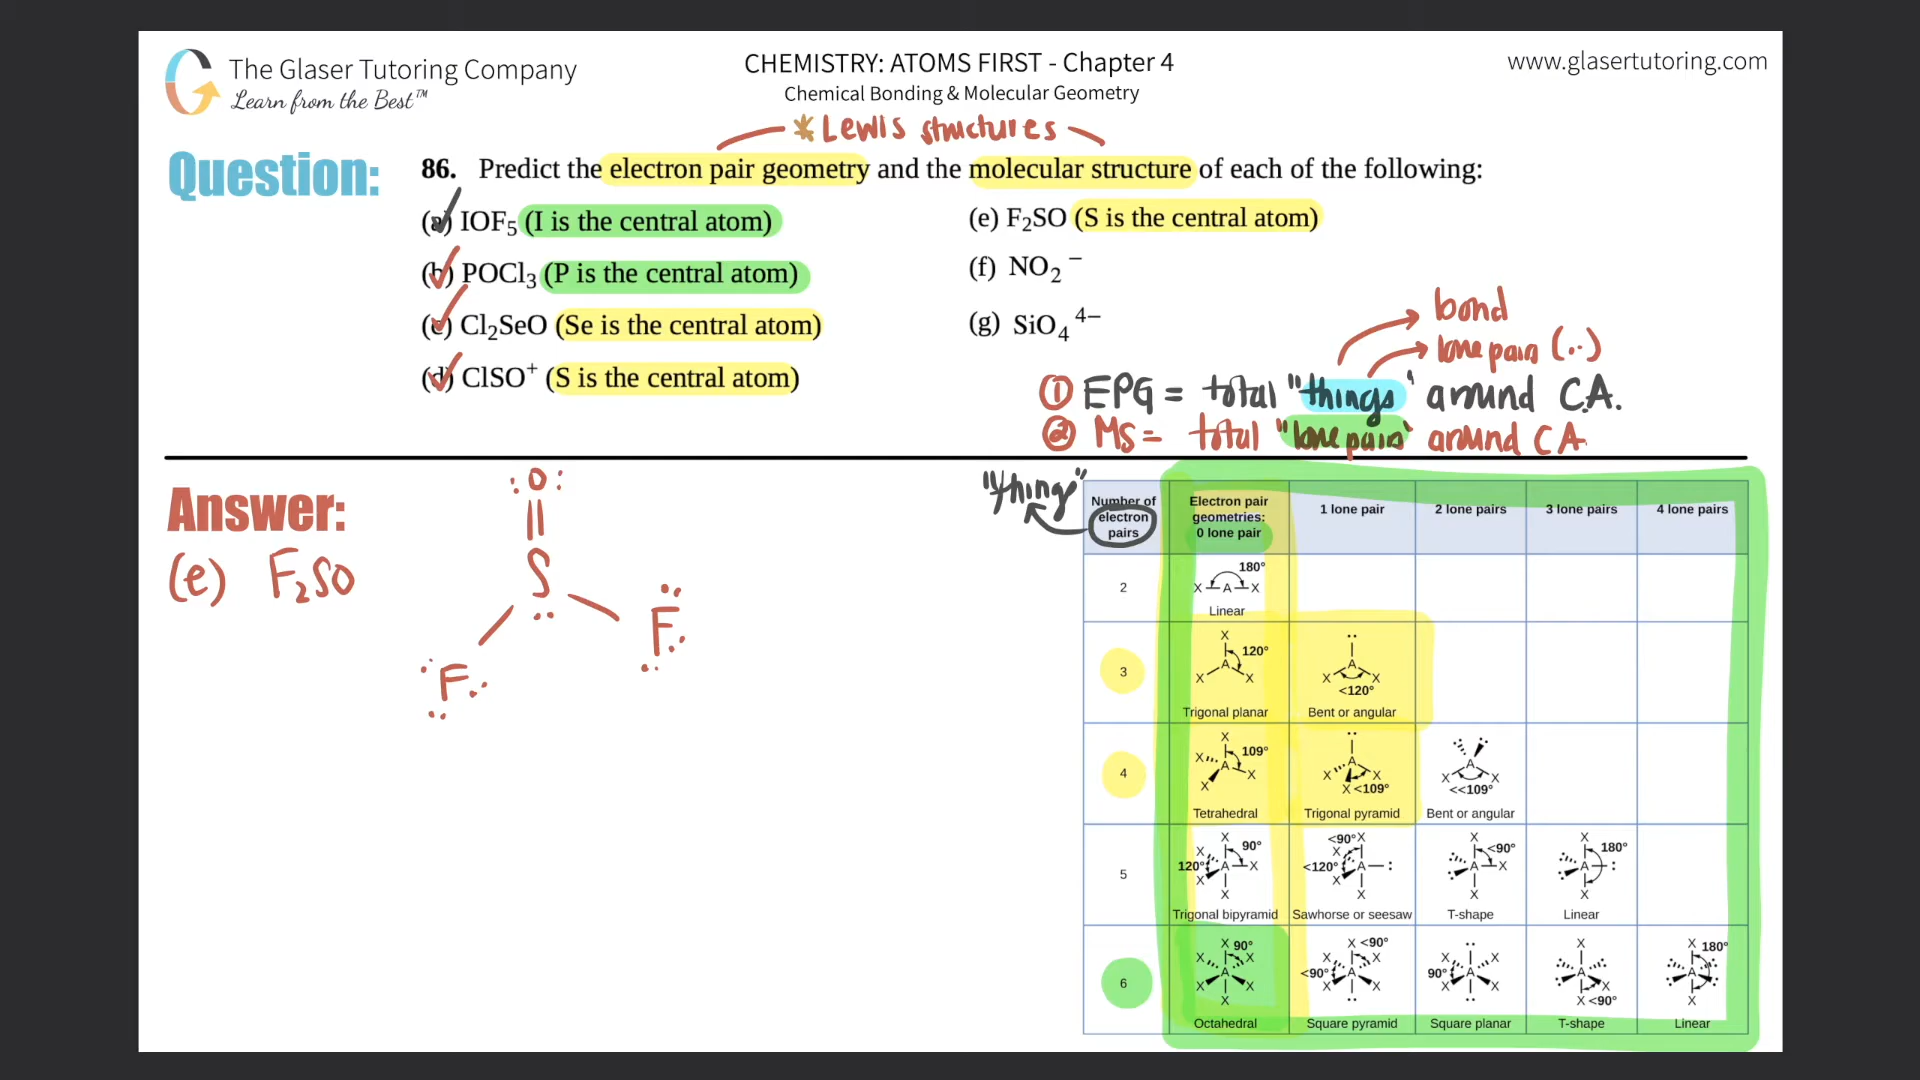 The Glaser Tutoring Company
Learn from the Best™
CHEMISTRY: ATOMS FIRST - Chapter 4
Chemical Bonding & Molecular Geometry
www.glasertutoring.com
* Lewis structures
Question:
86. Predict the electron pair geometry and the molecular structure of each of the following:
(a) IOF5 (I is the central atom)
(b) POCl3 (P is the central atom)
(c) Cl2SeO (Se is the central atom)
(d) ClSO+ (S is the central atom)
(e) F2SO (S is the central atom)
(f) NO2 −
(g) SiO4 4−
bond
lone pair (..)
① EPG = total "things" around C.A.
② MS = total "lone pairs" around CA
Answer:
(e) F2SO
:O:
S
..
F
F
"things"
Number of electron pairs
Electron pair geometries: 0 lone pair
1 lone pair
2 lone pairs
3 lone pairs
4 lone pairs
2
180°
X A X
Linear
3
X
120°
A
X X
Trigonal planar
A
X X
<120°
Bent or angular
4
X
109°
X A
X X
Tetrahedral
A
X X
X <109°
Trigonal pyramid
A
X X
<<109°
Bent or angular
5
X
X 90°
120° A X
X
X
Trigonal bipyramid
<90° X
X
<120° A :
X
X
Sawhorse or seesaw
X
<90°
A X
X
T-shape
X
180°
A :
X
Linear
6
X 90°
X X
A
X X
X
Octahedral
X <90°
X X
<90° A
X X
Square pyramid
X X
90° A
X X
Square planar
X
A
X
X <90°
T-shape
X 180°
A
X
Linear